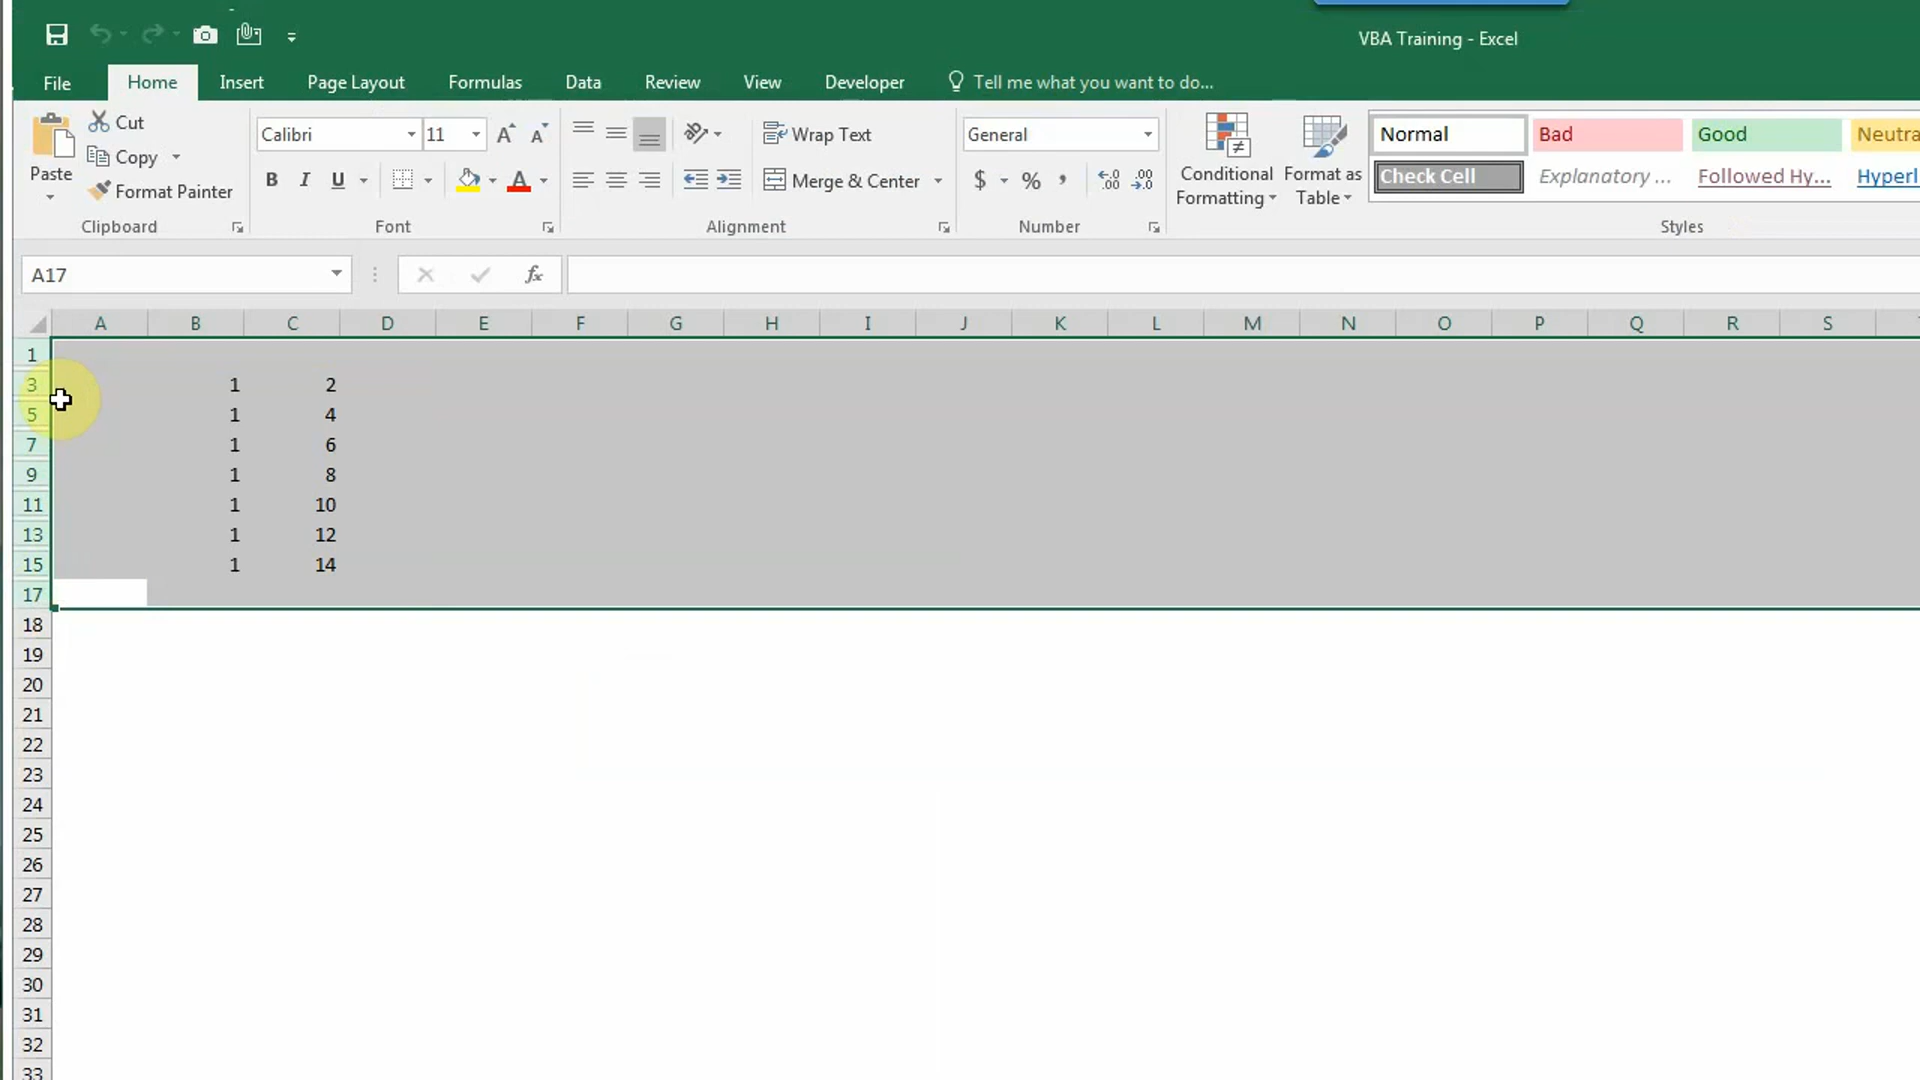 VBA Training - Excel
File Home Insert Page Layout Formulas Data Review View Developer Tell me what you want to do...
Paste
Cut
Copy
Format Painter
Clipboard
Calibri 11
B I U
Font
Wrap Text
Merge & Center
Alignment
General
$ % ,
Number
Conditional Formatting
Format as Table
Normal Bad Good Neutra
Check Cell Explanatory ... Followed Hy... Hyperl
Styles
A17 fx
A B C D E F G H I J K L M N O P Q R S
1
3 1 2
5 1 4
7 1 6
9 1 8
11 1 10
13 1 12
15 1 14
17
18
19
20
21
22
23
24
25
26
27
28
29
30
31
32
33